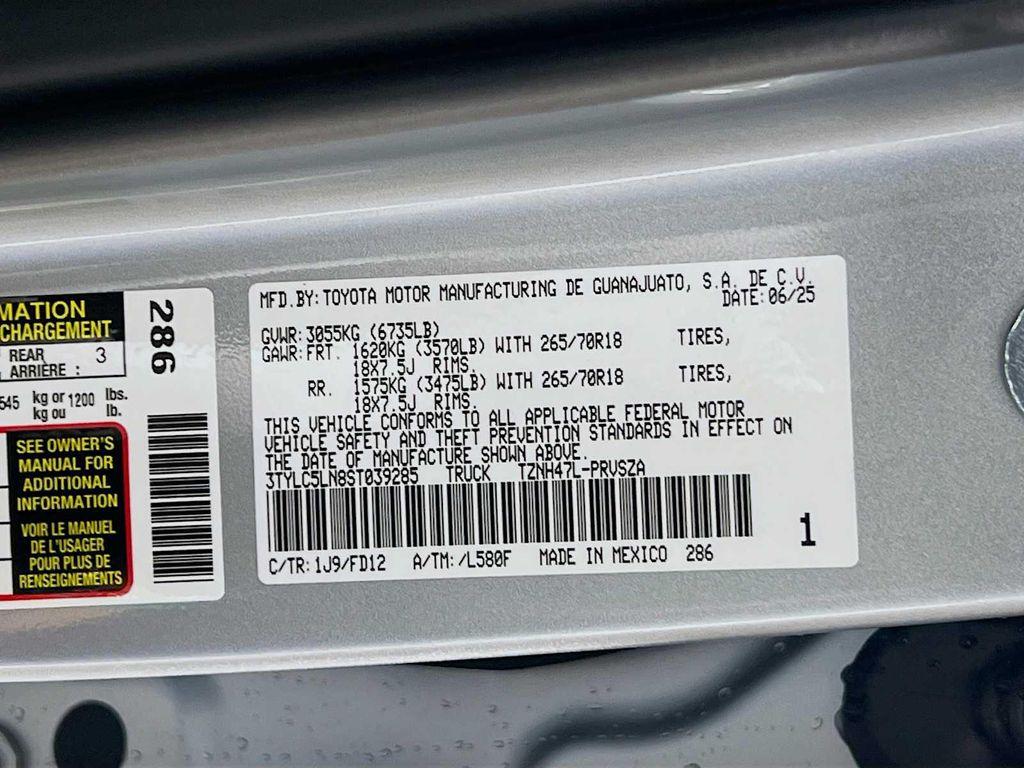 MATION
CHARGEMENT
REAR
ARRIÈRE : 3
545 kg or 1200 lbs.
kg ou lb.
SEE OWNER'S
MANUAL FOR
ADDITIONAL
INFORMATION
VOIR LE MANUEL
DE L'USAGER
POUR PLUS DE
RENSEIGNEMENTS
286
MFD.BY:TOYOTA MOTOR MANUFACTURING DE GUANAJUATO, S.A. DE C.V.
DATE:06/25
GVWR:3055KG (6735LB)
GAWR:FRT. 1620KG (3570LB) WITH 265/70R18 TIRES,
18X7.5J RIMS.
RR. 1575KG (3475LB) WITH 265/70R18 TIRES,
18X7.5J RIMS.
THIS VEHICLE CONFORMS TO ALL APPLICABLE FEDERAL MOTOR
VEHICLE SAFETY AND THEFT PREVENTION STANDARDS IN EFFECT ON
THE DATE OF MANUFACTURE SHOWN ABOVE.
3TYLC5LN8ST039285 TRUCK TZNH47L-PRVSZA
1
C/TR:1J9/FD12 A/TM:/L580F MADE IN MEXICO 286